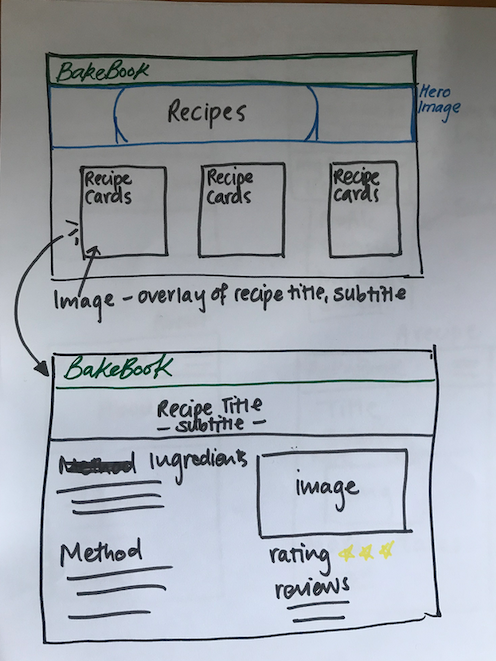 BakeBook
Hero
Image
Recipes
Recipe
Cards
Recipe
Cards
Recipe
Cards
Image - overlay of recipe title, subtitle
BakeBook
Recipe Title
- subtitle -
Ingredients
image
Method
rating
reviews